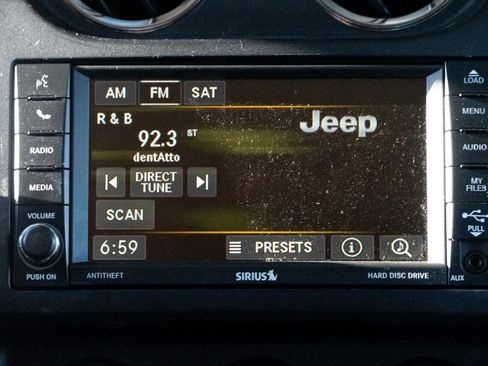 AM FM SAT
R & B
92.3 ST
dentAtto
Jeep
DIRECT
TUNE
SCAN
6:59 PRESETS
RADIO
MEDIA
VOLUME
PUSH ON
ANTITHEFT SIRIUS HARD DISC DRIVE
LOAD
MENU
AUDIO
MY
FILES
PULL
AUX